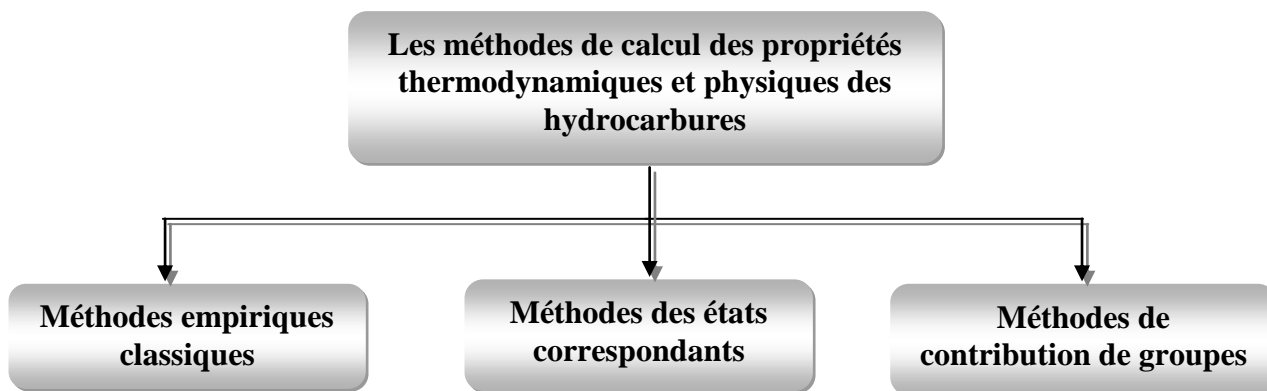 Les méthodes de calcul des propriétés
thermodynamiques et physiques des
hydrocarbures
Méthodes empiriques
classiques
Méthodes des états
correspondants
Méthodes de
contribution de groupes